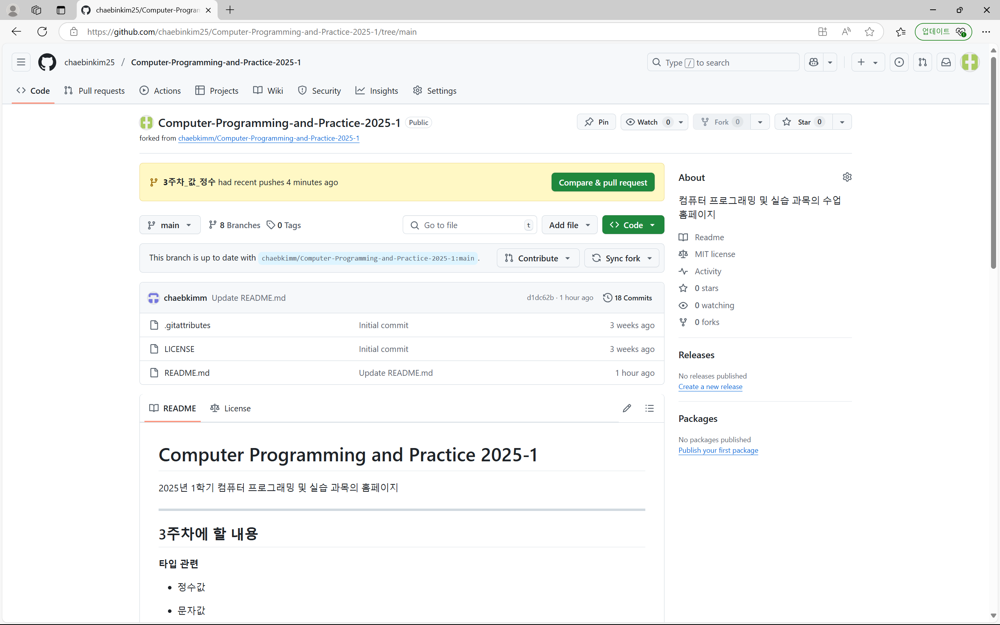 chaebinkim25/Computer-Progran
https://github.com/chaebinkim25/Computer-Programming-and-Practice-2025-1/tree/main
업데이트
chaebinkim25 / Computer-Programming-and-Practice-2025-1
Type / to search
Code
Pull requests
Actions
Projects
Wiki
Security
Insights
Settings
Computer-Programming-and-Practice-2025-1 Public
Pin
Watch 0
Fork 0
Star 0
forked from chaebkimm/Computer-Programming-and-Practice-2025-1
3주차_값_정수 had recent pushes 4 minutes ago
Compare & pull request
main
8 Branches
0 Tags
Go to file t
Add file
Code
This branch is up to date with chaebkimm/Computer-Programming-and-Practice-2025-1:main .
Contribute
Sync fork
chaebkimm Update README.md d1dc62b · 1 hour ago 18 Commits
.gitattributes Initial commit 3 weeks ago
LICENSE Initial commit 3 weeks ago
README.md Update README.md 1 hour ago
README
License
Computer Programming and Practice 2025-1
2025년 1학기 컴퓨터 프로그래밍 및 실습 과목의 홈페이지
3주차에 할 내용
타입 관련
• 정수값
• 문자값
About
컴퓨터 프로그래밍 및 실습 과목의 수업
홈페이지
Readme
MIT license
Activity
0 stars
0 watching
0 forks
Releases
No releases published
Create a new release
Packages
No packages published
Publish your first package